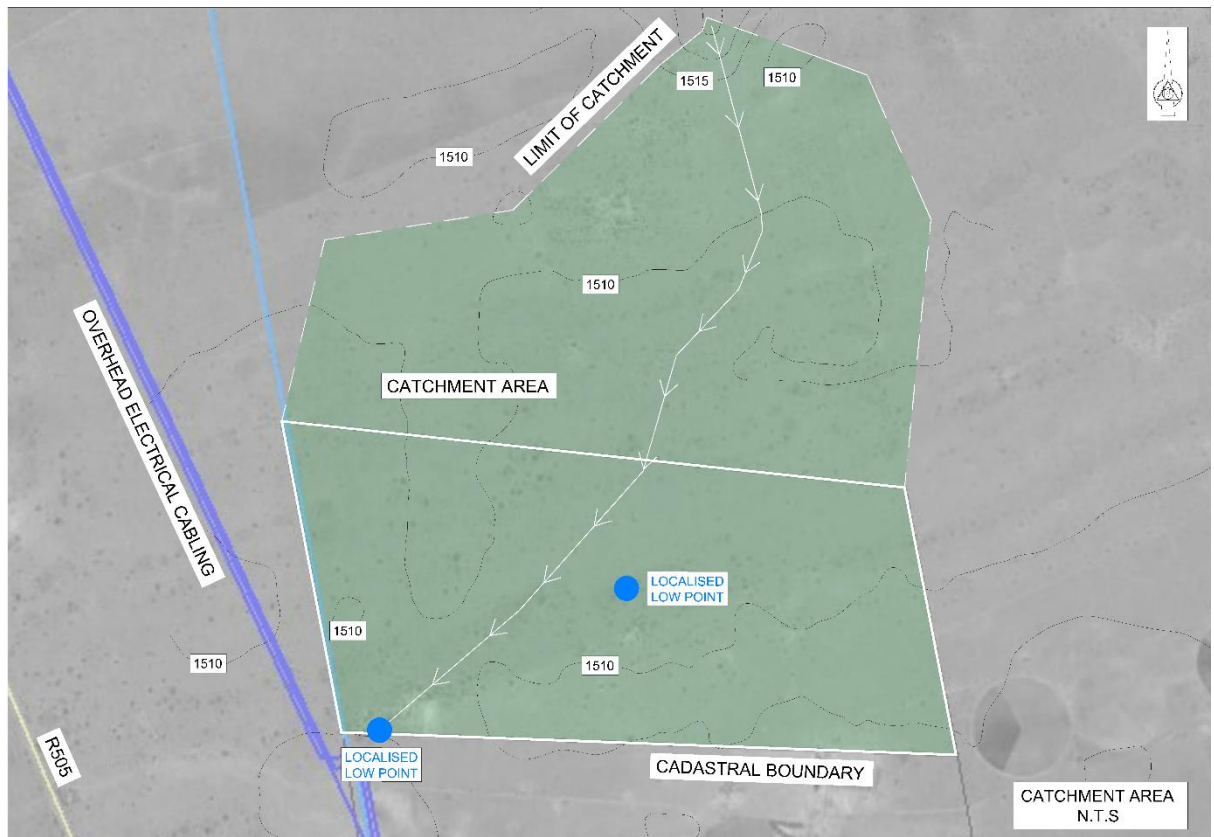 LIMIT OF CATCHMENT
1515
1510
1510
1510
OVERHEAD ELECTRICAL CABLING
CATCHMENT AREA
LOCALISED
LOW POINT
1510
1510
1510
R505
LOCALISED
LOW POINT
CADASTRAL BOUNDARY
CATCHMENT AREA
N.T.S